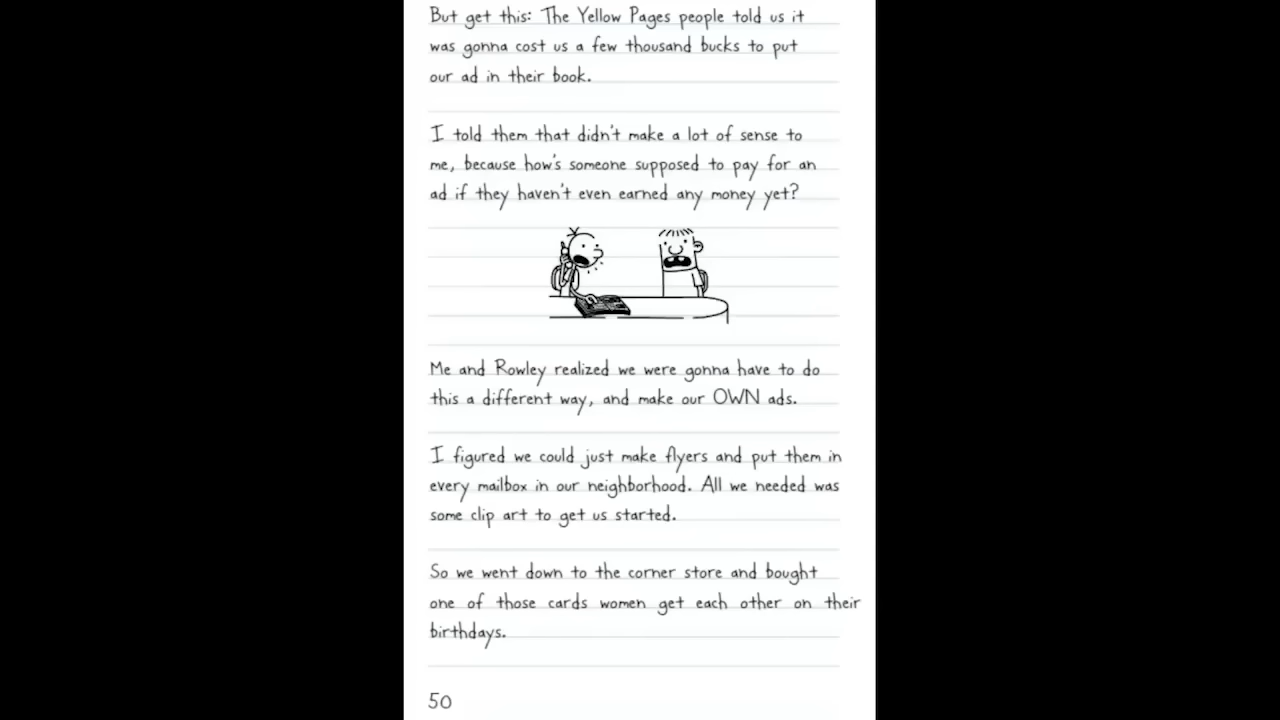 But get this: The Yellow Pages people told us it
was gonna cost us a few thousand bucks to put
our ad in their book.
I told them that didn't make a lot of sense to
me, because how's someone supposed to pay for an
ad if they haven't even earned any money yet?
Me and Rowley realized we were gonna have to do
this a different way, and make our OWN ads.
I figured we could just make flyers and put them in
every mailbox in our neighborhood. All we needed was
some clip art to get us started.
So we went down to the corner store and bought
one of those cards women get each other on their
birthdays.
50